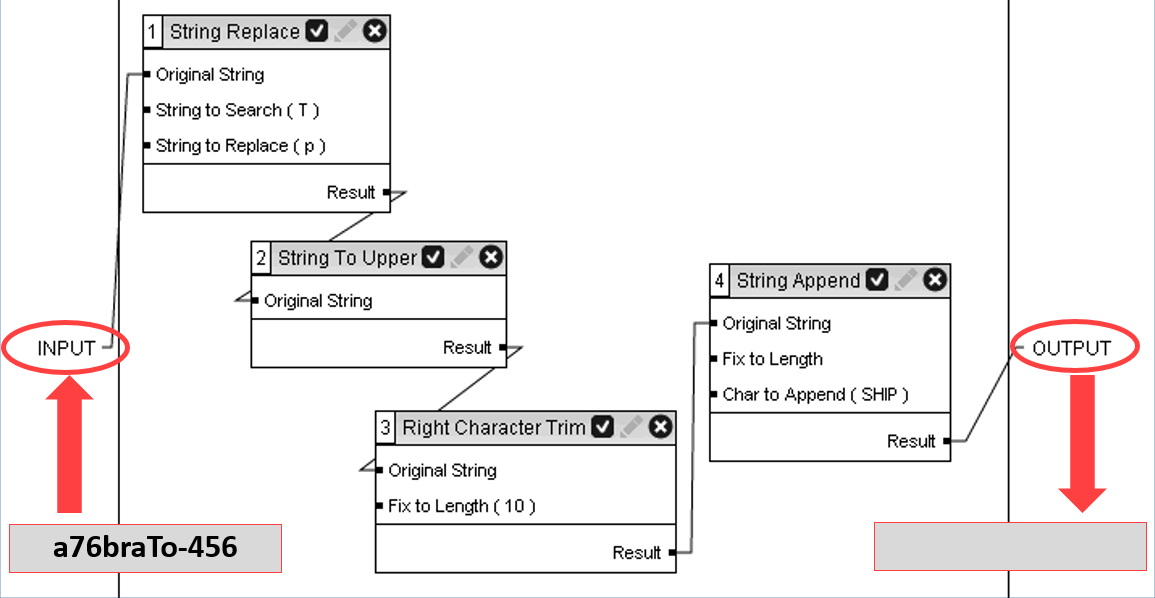 1 String Replace
Original String
String to Search ( T )
String to Replace ( p )
Result
2 String To Upper
Original String
Result
3 Right Character Trim
Original String
Fix to Length ( 10 )
Result
4 String Append
Original String
Fix to Length
Char to Append ( SHIP )
Result
INPUT
OUTPUT
a76braTo-456